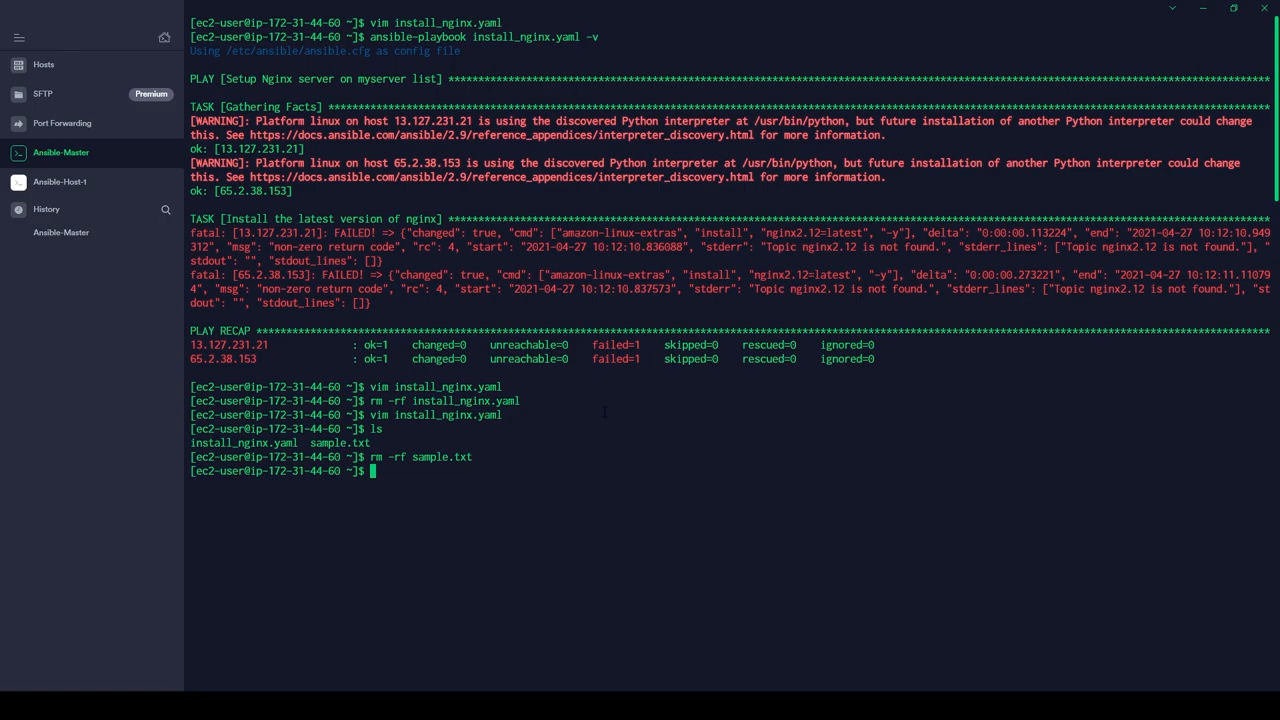 Hosts
SFTP
Premium
Port Forwarding
Ansible-Master
Ansible-Host-1
History
Ansible-Master
[ec2-user@ip-172-31-44-60 ~]$ vim install_nginx.yaml
[ec2-user@ip-172-31-44-60 ~]$ ansible-playbook install_nginx.yaml -v
Using /etc/ansible/ansible.cfg as config file
PLAY [Setup Nginx server on myserver list] ******************************************************************************************************************************************
TASK [Gathering Facts] **************************************************************************************************************************************************************
[WARNING]: Platform linux on host 13.127.231.21 is using the discovered Python interpreter at /usr/bin/python, but future installation of another Python interpreter could change
this. See https://docs.ansible.com/ansible/2.9/reference_appendices/interpreter_discovery.html for more information.
ok: [13.127.231.21]
[WARNING]: Platform linux on host 65.2.38.153 is using the discovered Python interpreter at /usr/bin/python, but future installation of another Python interpreter could change
this. See https://docs.ansible.com/ansible/2.9/reference_appendices/interpreter_discovery.html for more information.
ok: [65.2.38.153]
TASK [Install the latest version of nginx] ******************************************************************************************************************************************
fatal: [13.127.231.21]: FAILED! => {"changed": true, "cmd": ["amazon-linux-extras", "install", "nginx2.12=latest", "-y"], "delta": "0:00:00.113224", "end": "2021-04-27 10:12:10.949
312", "msg": "non-zero return code", "rc": 4, "start": "2021-04-27 10:12:10.836088", "stderr": "Topic nginx2.12 is not found.", "stderr_lines": ["Topic nginx2.12 is not found."], "
stdout": "", "stdout_lines": []}
fatal: [65.2.38.153]: FAILED! => {"changed": true, "cmd": ["amazon-linux-extras", "install", "nginx2.12=latest", "-y"], "delta": "0:00:00.273221", "end": "2021-04-27 10:12:11.11079
4", "msg": "non-zero return code", "rc": 4, "start": "2021-04-27 10:12:10.837573", "stderr": "Topic nginx2.12 is not found.", "stderr_lines": ["Topic nginx2.12 is not found."], "st
dout": "", "stdout_lines": []}
PLAY RECAP **************************************************************************************************************************************************************************
13.127.231.21 : ok=1 changed=0 unreachable=0 failed=1 skipped=0 rescued=0 ignored=0
65.2.38.153 : ok=1 changed=0 unreachable=0 failed=1 skipped=0 rescued=0 ignored=0
[ec2-user@ip-172-31-44-60 ~]$ vim install_nginx.yaml
[ec2-user@ip-172-31-44-60 ~]$ rm -rf install_nginx.yaml
[ec2-user@ip-172-31-44-60 ~]$ vim install_nginx.yaml
[ec2-user@ip-172-31-44-60 ~]$ ls
install_nginx.yaml sample.txt
[ec2-user@ip-172-31-44-60 ~]$ rm -rf sample.txt
[ec2-user@ip-172-31-44-60 ~]$